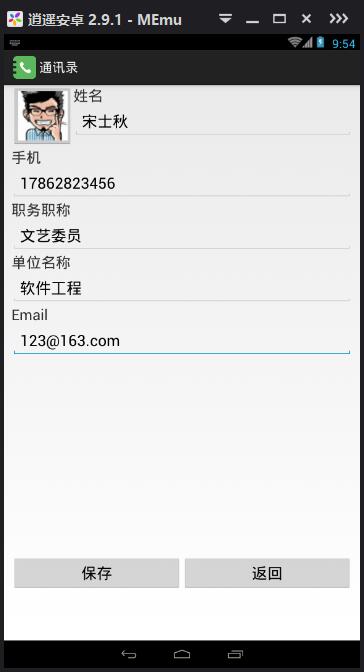 逍遥安卓 2.9.1 - MEmu
9:54
通讯录
姓名
宋士秋
手机
17862823456
职务职称
文艺委员
单位名称
软件工程
Email
123@163.com
保存
返回